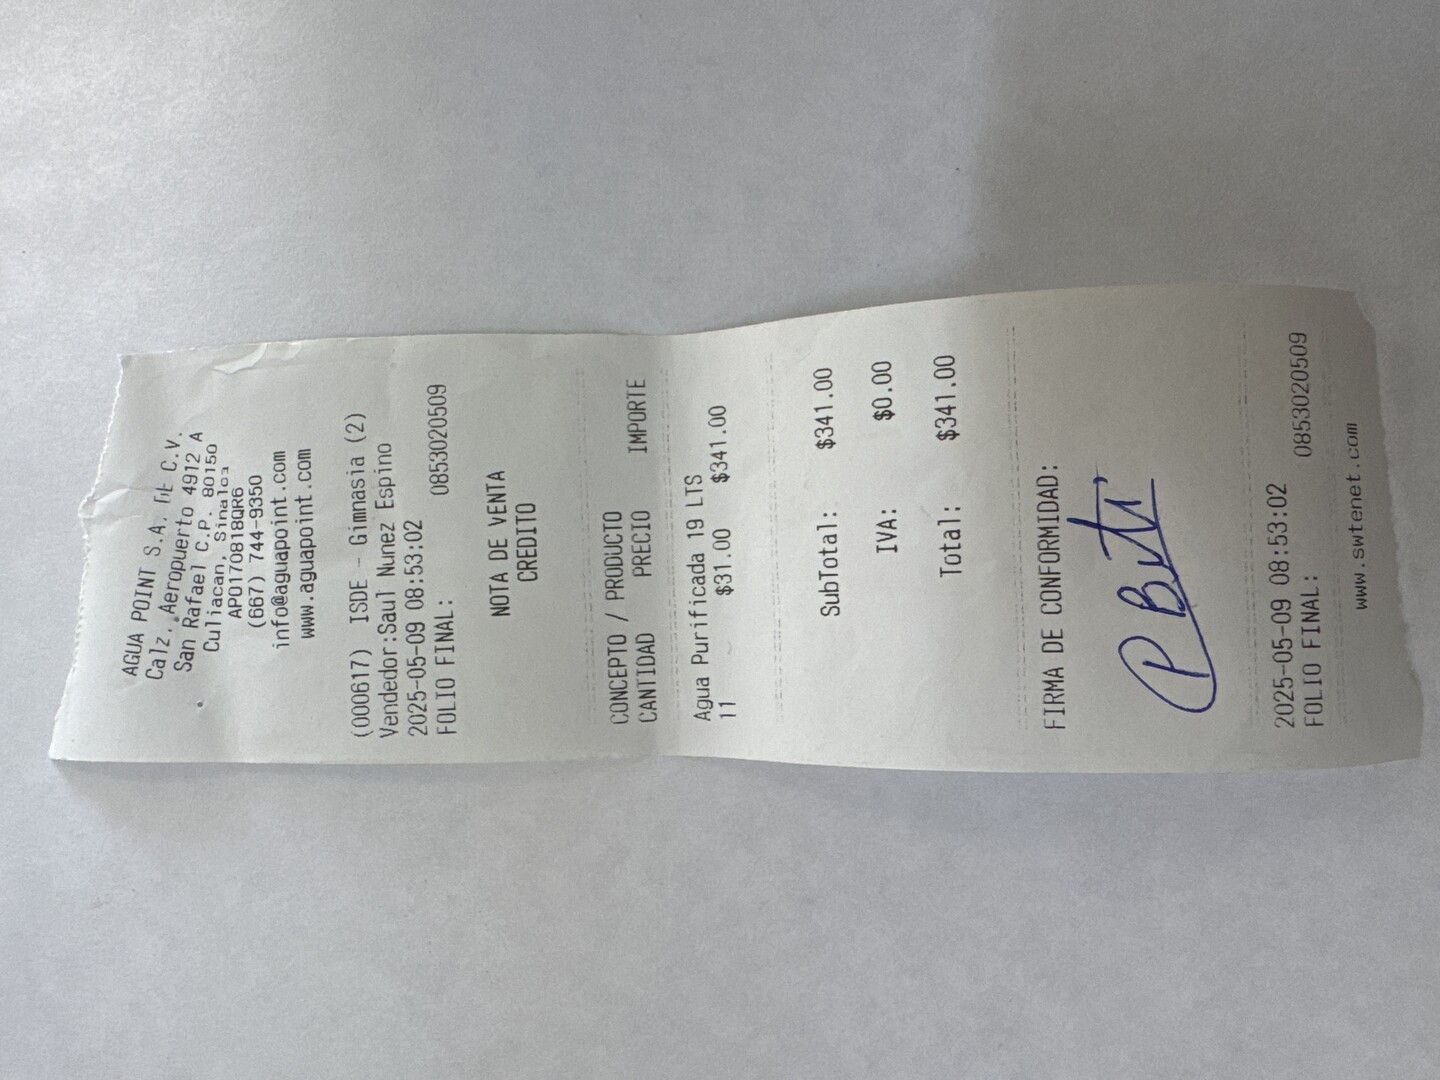 AGUA POINT S.A. DE C.V.
Calz. Aeropuerto 4912 A
San Rafael C.P. 80150
Culiacan, Sinaloa
APO170818QR6
(667) 744-9350
info@aguapoint.com
www.aguapoint.com
(000617) ISDE - Gimnasia (2)
Vendedor:Saul Nunez Espino
2025-05-09 08:53:02
FOLIO FINAL: 0853020509
NOTA DE VENTA
CREDITO
CONCEPTO / PRODUCTO
CANTIDAD PRECIO IMPORTE
Agua Purificada 19 LTS
11 $31.00 $341.00
SubTotal: $341.00
IVA: $0.00
Total: $341.00
FIRMA DE CONFORMIDAD:
2025-05-09 08:53:02
FOLIO FINAL: 0853020509
www.swtenet.com